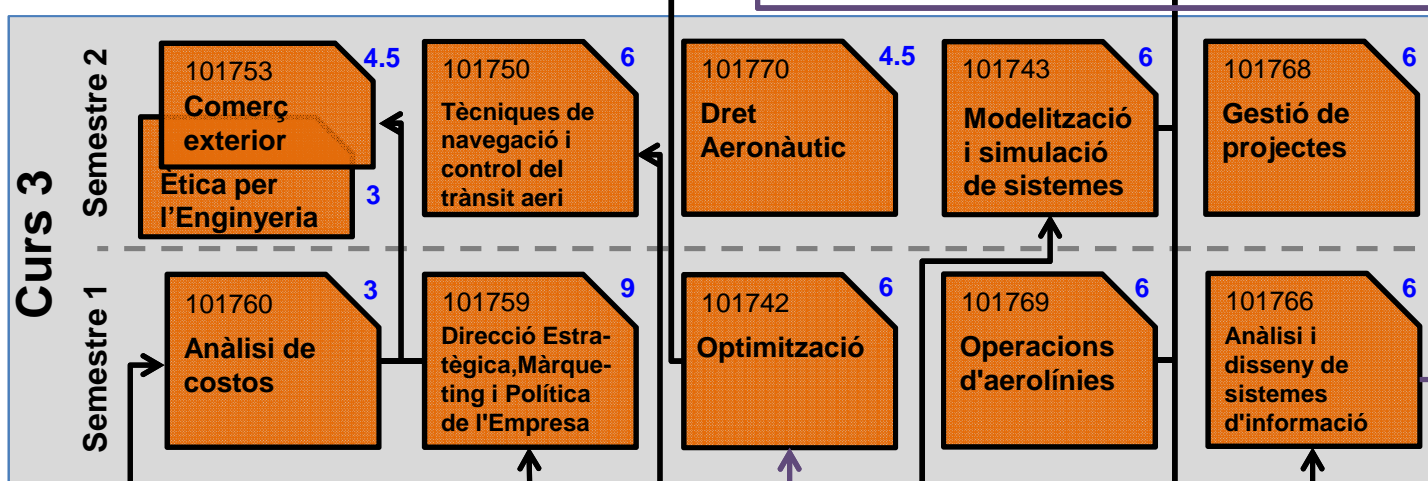 Curs 3
Semestre 2
101753
Comerç
exterior
4.5
Ètica per
l'Enginyeria
3
101750
Tècniques de
navegació i
control del
trànsit aeri
6
101770
Dret
Aeronàutic
4.5
101743
Modelització
i simulació
de sistemes
6
101768
Gestió de
projectes
6
Semestre 1
101760
Anàlisi de
costos
3
101759
Direcció Estra-
tègica,Màrque-
ting i Política
de l'Empresa
9
101742
Optimització
6
101769
Operacions
d'aerolínies
6
101766
Anàlisi i
disseny de
sistemes
d'informació
6